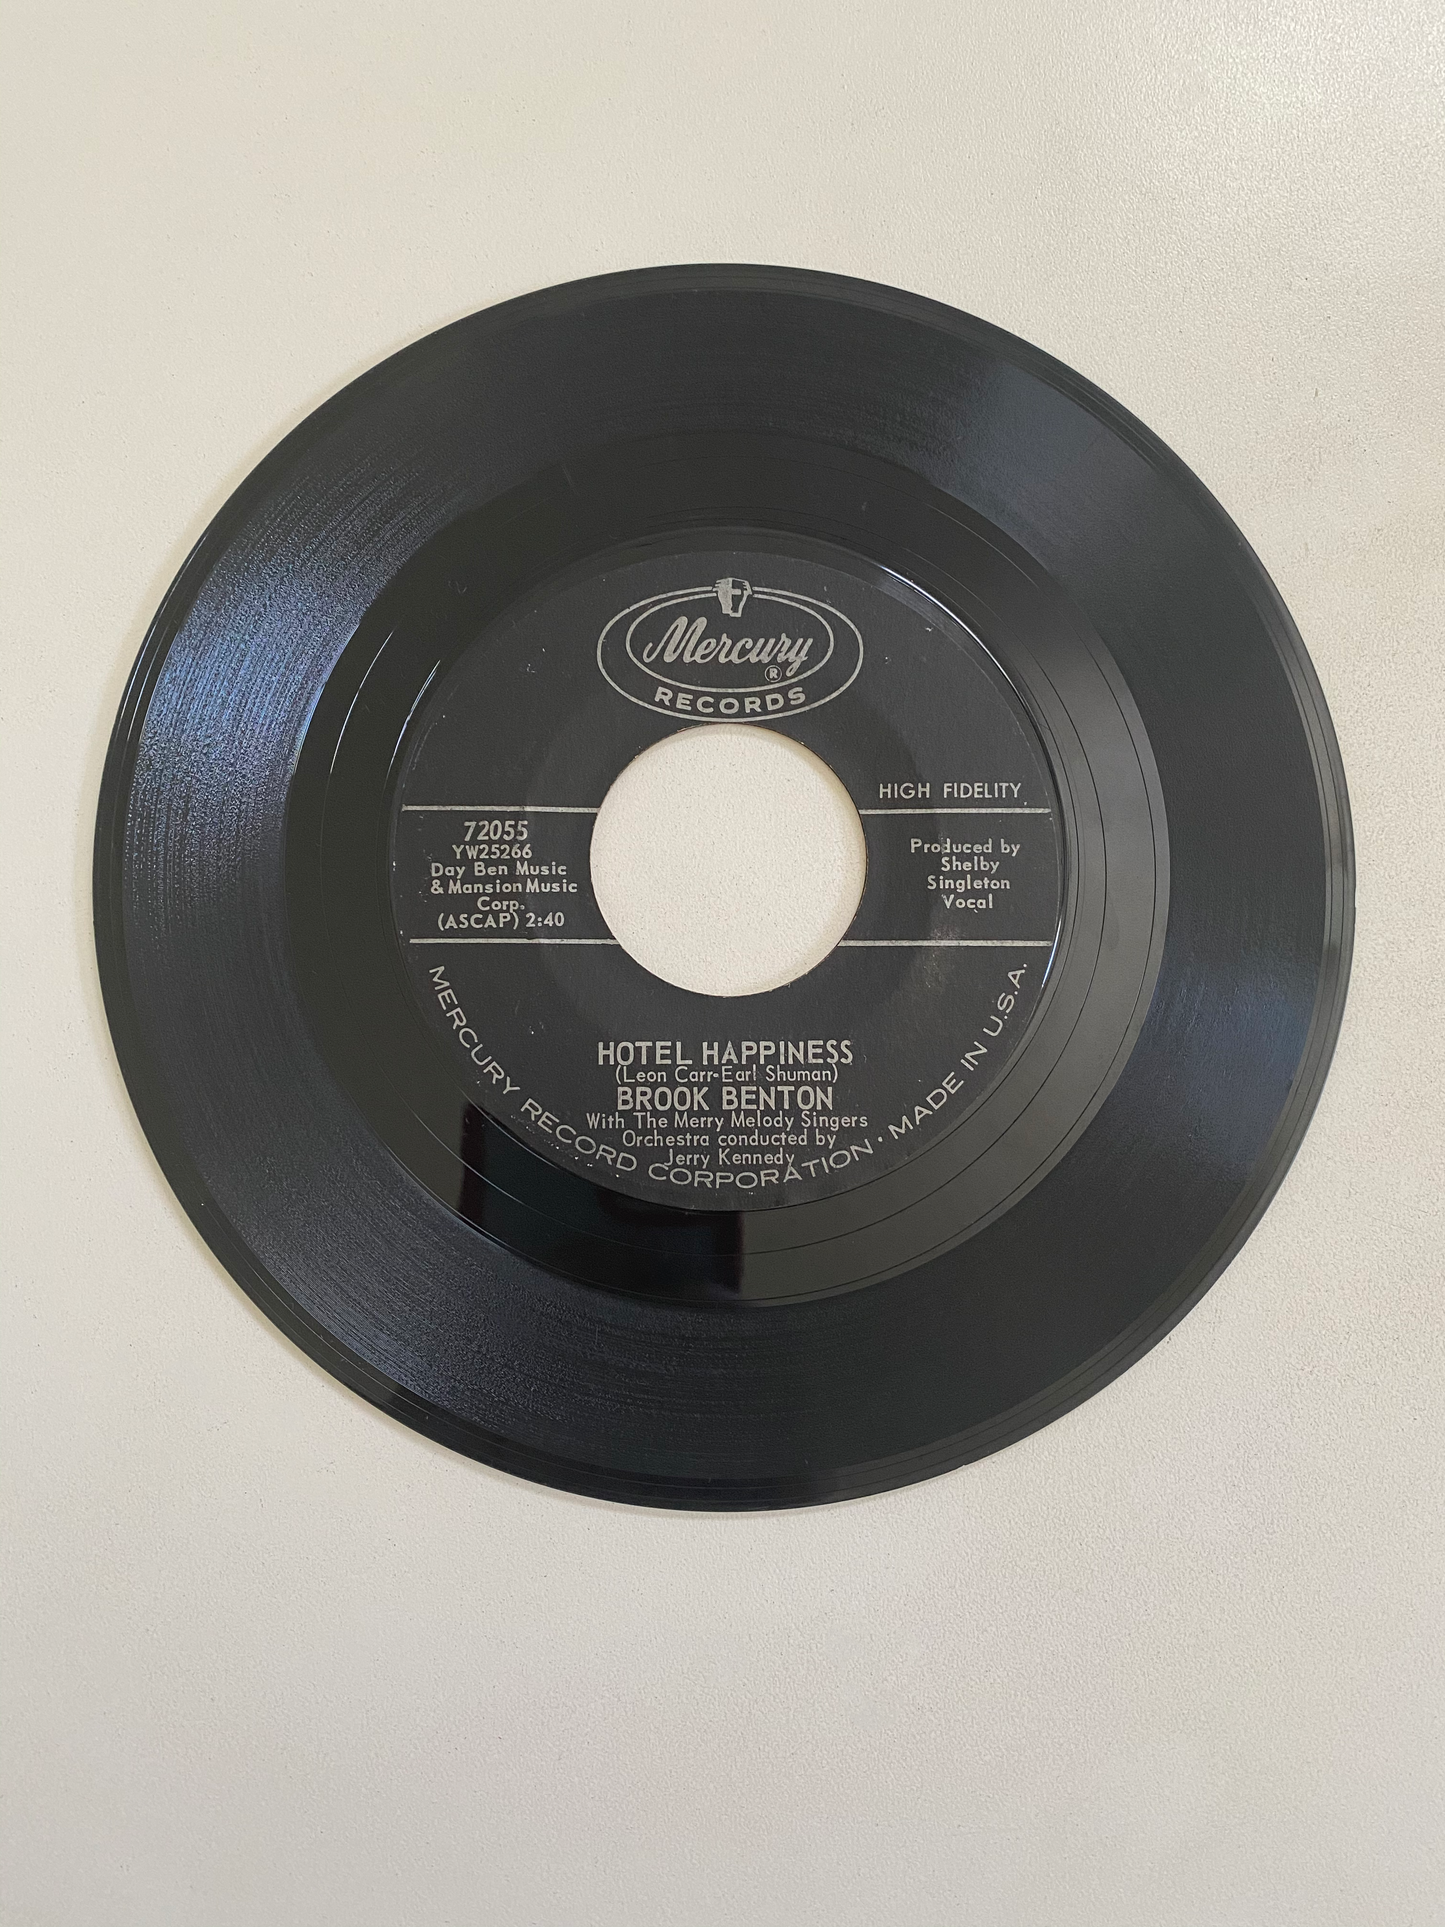 Mercury
®
RECORDS
HIGH FIDELITY
72055
YW25266
Day Ben Music
& Mansion Music
Corp.
(ASCAP) 2:40
Produced by
Shelby
Singleton
Vocal
HOTEL HAPPINESS
(Leon Carr-Earl Shuman)
BROOK BENTON
With The Merry Melody Singers
Orchestra conducted by
Jerry Kennedy
MERCURY RECORD CORPORATION • MADE IN U.S.A.